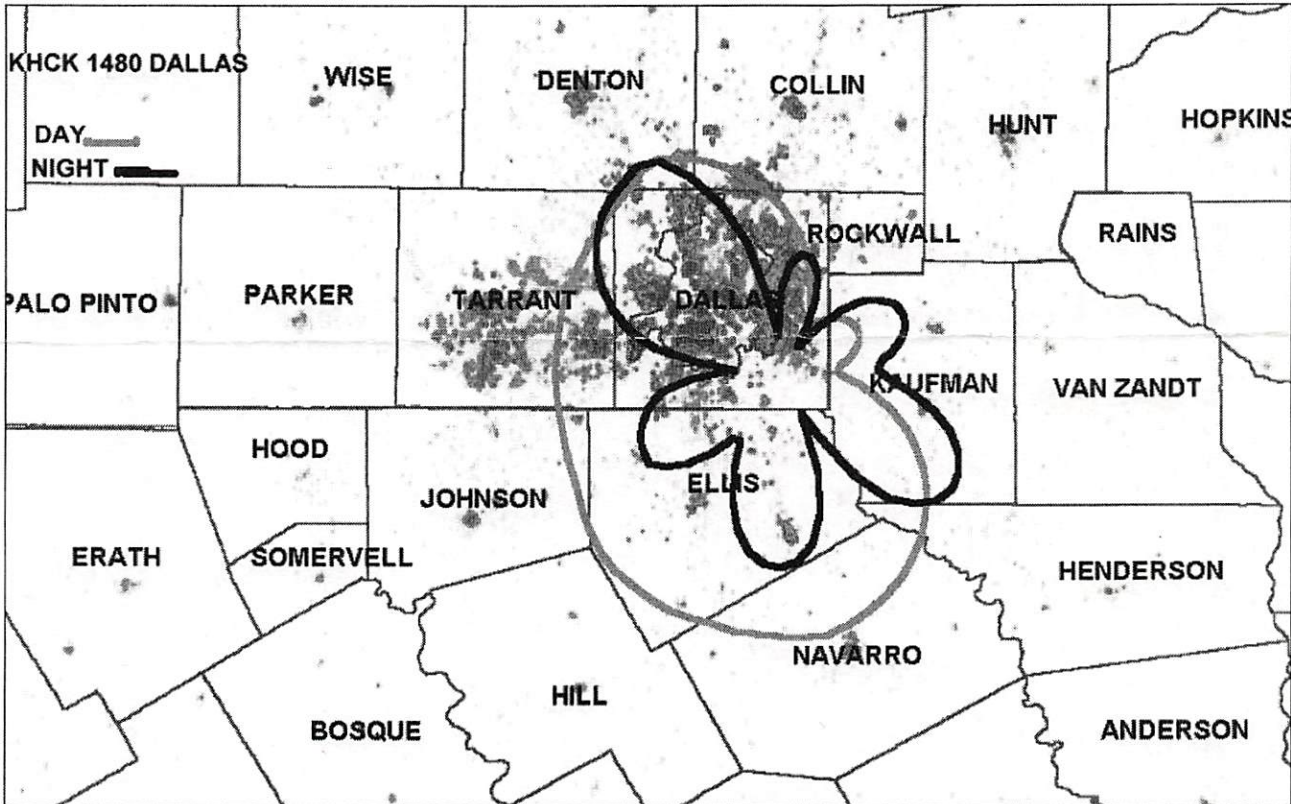 KHCK 1480 DALLAS
WISE
DENTON
COLLIN
HUNT
HOPKINS
DAY
NIGHT
ROCKWALL
RAINS
PALO PINTO
PARKER
TARRANT
DALLAS
KAUFMAN
VAN ZANDT
HOOD
JOHNSON
ELLIS
ERATH
SOMERVELL
HENDERSON
NAVARRO
HILL
BOSQUE
ANDERSON